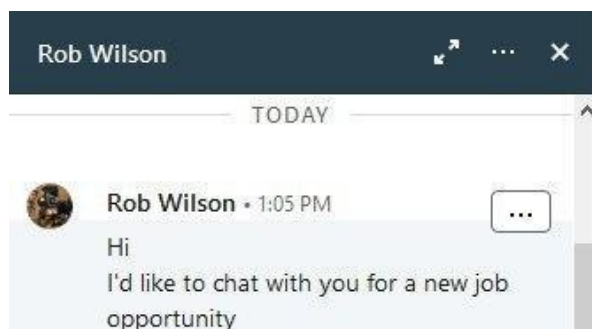 Rob Wilson
...
TODAY
Rob Wilson • 1:05 PM
...
Hi
I'd like to chat with you for a new job
opportunity